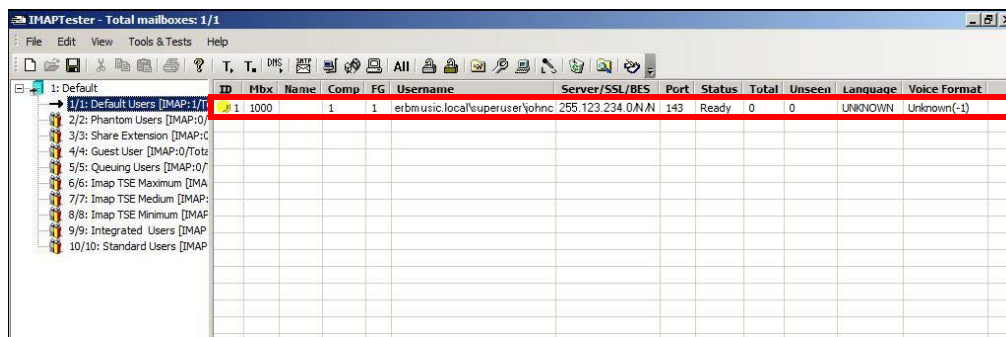 IMAPTester - Total mailboxes: 1/1
File Edit View Tools & Tests Help
T, T. DNS SMTP All
1: Default
1/1: Default Users [IMAP:1/T
2/2: Phantom Users [IMAP:0/
3/3: Share Extension [IMAP:0
4/4: Guest User [IMAP:0/Tota
5/5: Queuing Users [IMAP:0/T
6/6: Imap TSE Maximum [IMA
7/7: Imap TSE Medium [IMAP:
8/8: Imap TSE Minimum [IMAP
9/9: Integrated Users [IMAP
10/10: Standard Users [IMAP
ID Mbx Name Comp FG Username Server/SSL/BES Port Status Total Unseen Language Voice Format
1 1000 1 1 erbmusic.local\superuser\johnc 255.123.234.0/N/N 143 Ready 0 0 UNKNOWN Unknown(-1)